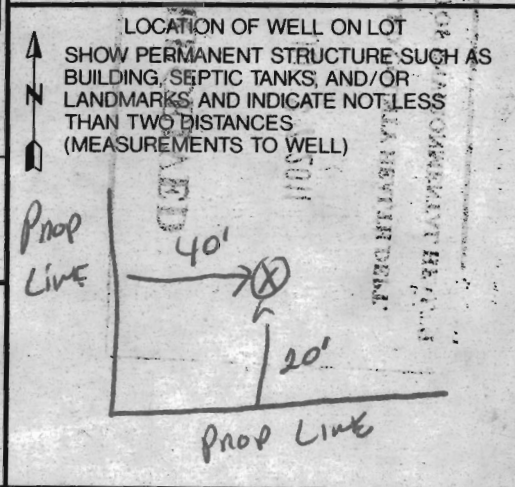 LOCATION OF WELL ON LOT
SHOW PERMANENT STRUCTURE SUCH AS
BUILDING, SEPTIC TANKS, AND/OR
N LANDMARKS, AND INDICATE NOT LESS
THAN TWO DISTANCES
(MEASUREMENTS TO WELL)
Prop
Line
40'
X
20'
Prop Line